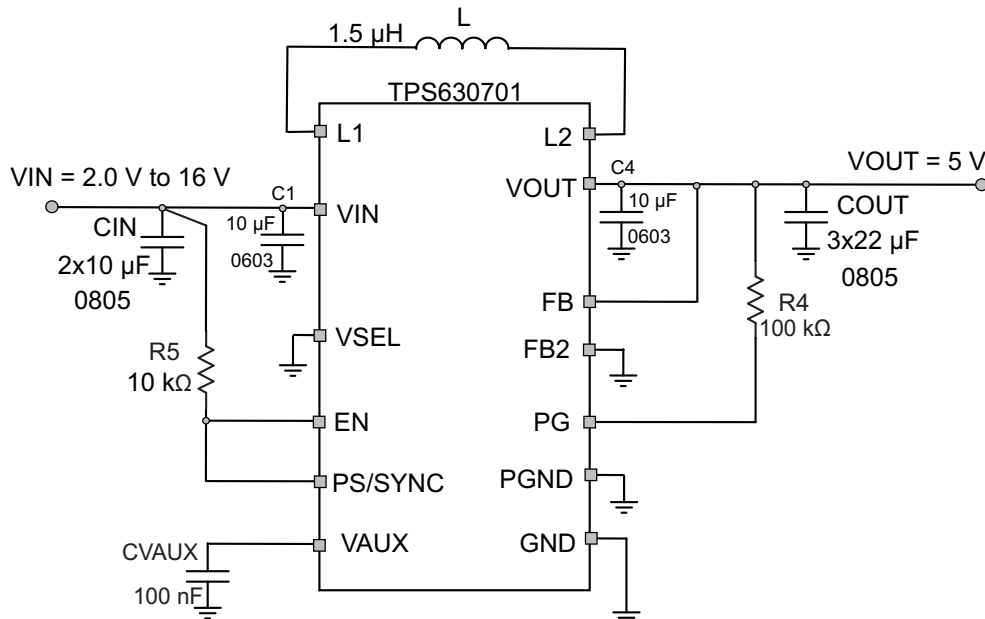 L
1.5 µH
TPS630701
L1
L2
VIN = 2.0 V to 16 V
VOUT = 5 V
C1
C4
VIN
VOUT
CIN
10 µF
10 µF
COUT
2x10 µF
0603
0603
3x22 µF
0805
0805
FB
R4
100 kΩ
VSEL
FB2
R5
10 kΩ
EN
PG
PS/SYNC
PGND
CVAUX
VAUX
GND
100 nF